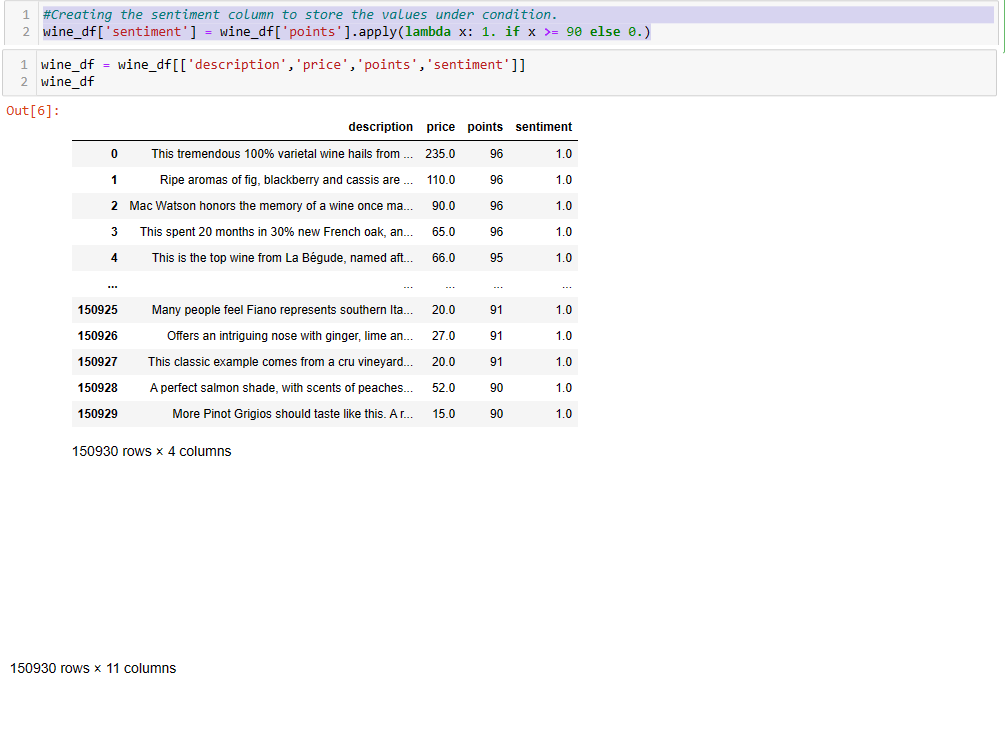 1 #Creating the sentiment column to store the values under condition.
2 wine_df['sentiment'] = wine_df['points'].apply(lambda x: 1. if x >= 90 else 0.)
1 wine_df = wine_df[['description','price','points','sentiment']]
2 wine_df
Out[6]:
description price points sentiment
0 This tremendous 100% varietal wine hails from ... 235.0 96 1.0
1 Ripe aromas of fig, blackberry and cassis are ... 110.0 96 1.0
2 Mac Watson honors the memory of a wine once ma... 90.0 96 1.0
3 This spent 20 months in 30% new French oak, an... 65.0 96 1.0
4 This is the top wine from La Bégude, named aft... 66.0 95 1.0
... ... ... ... ...
150925 Many people feel Fiano represents southern Ita... 20.0 91 1.0
150926 Offers an intriguing nose with ginger, lime an... 27.0 91 1.0
150927 This classic example comes from a cru vineyard... 20.0 91 1.0
150928 A perfect salmon shade, with scents of peaches... 52.0 90 1.0
150929 More Pinot Grigios should taste like this. A r... 15.0 90 1.0
150930 rows × 4 columns
150930 rows × 11 columns